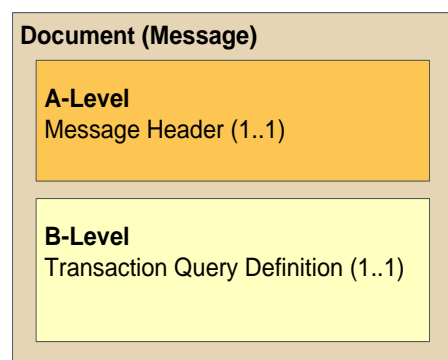 Document (Message)
A-Level
Message Header (1..1)
B-Level
Transaction Query Definition (1..1)